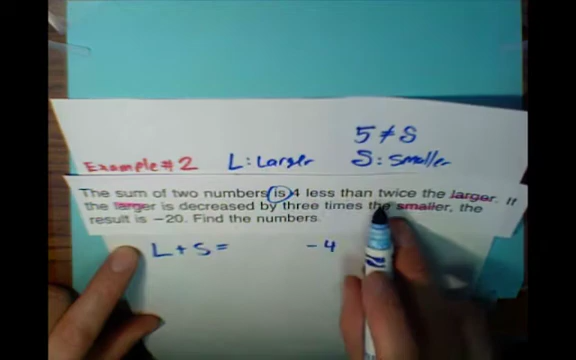 5 ≠ S
Example #2 L: Larger S: Smaller
The sum of two numbers is 4 less than twice the larger. If
the larger is decreased by three times the smaller, the
result is −20. Find the numbers.
L + S = − 4